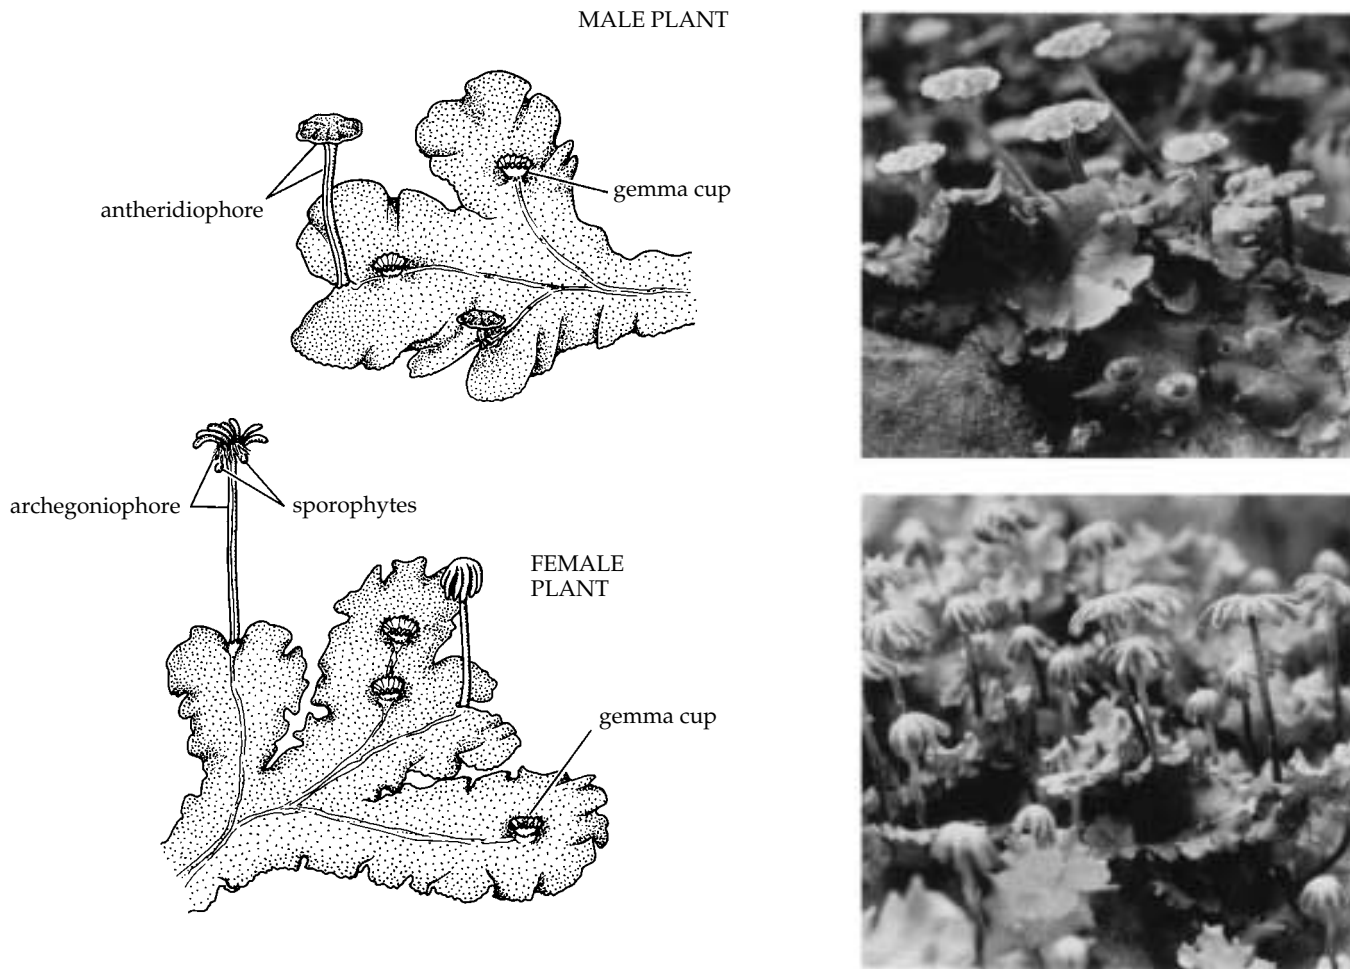 MALE PLANT
gemma cup
antheridiophore
archegoniophore
sporophytes
FEMALE
PLANT
gemma cup